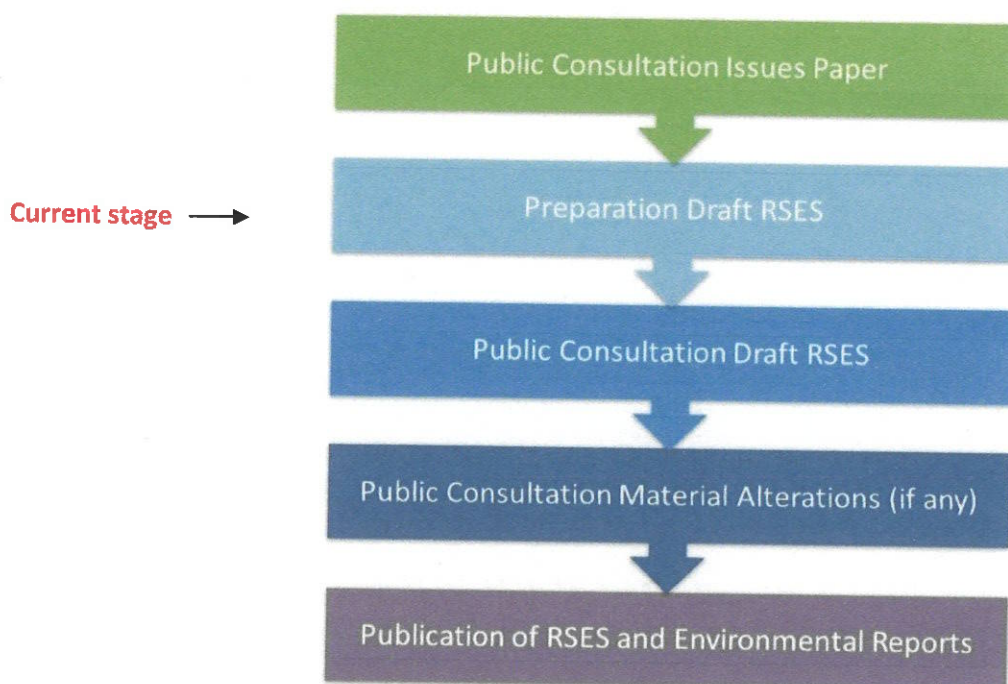 Public Consultation Issues Paper
Current stage
Preparation Draft RSES
Public Consultation Draft RSES
Public Consultation Material Alterations (if any)
Publication of RSES and Environmental Reports